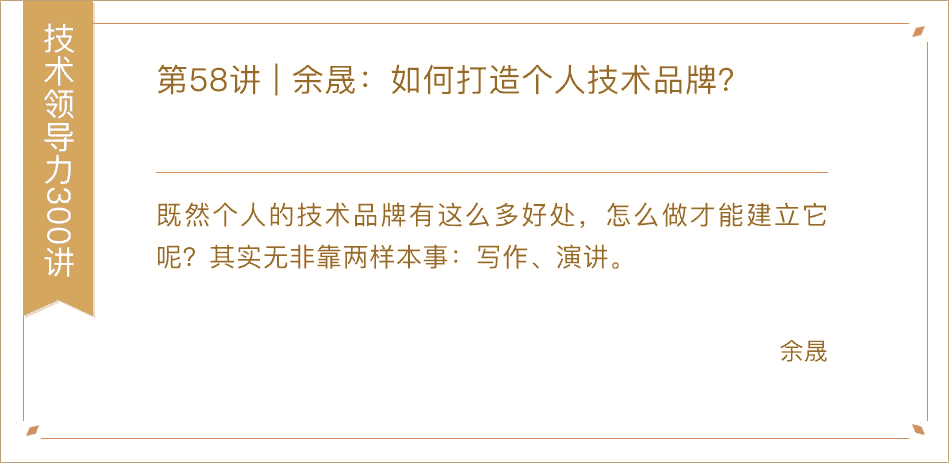 技术领导力300讲
第58讲 | 余晟：如何打造个人技术品牌？
既然个人的技术品牌有这么多好处，怎么做才能建立它
呢？其实无非靠两样本事：写作、演讲。
余晟